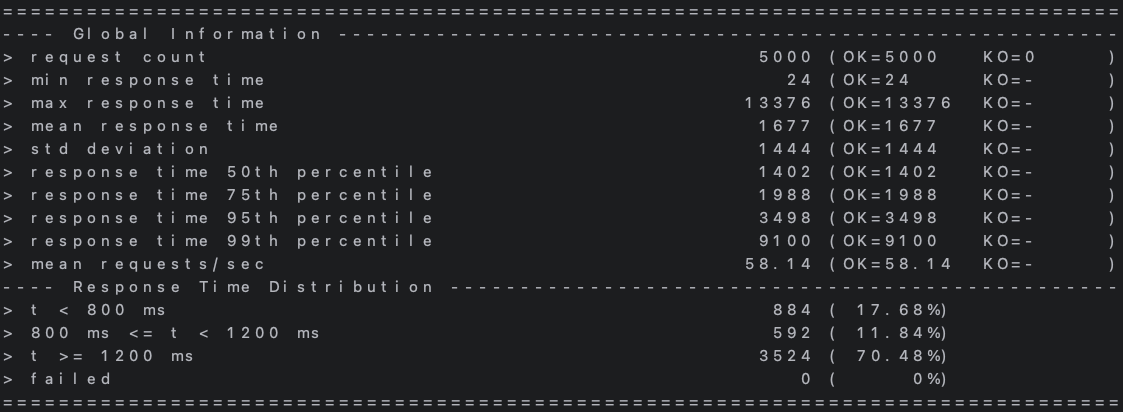 ================================================================================
---- Global Information --------------------------------------------------------
> request count                                       5000 (OK=5000   KO=0     )
> min response time                                     24 (OK=24     KO=-     )
> max response time                                  13376 (OK=13376  KO=-     )
> mean response time                                  1677 (OK=1677   KO=-     )
> std deviation                                       1444 (OK=1444   KO=-     )
> response time 50th percentile                       1402 (OK=1402   KO=-     )
> response time 75th percentile                       1988 (OK=1988   KO=-     )
> response time 95th percentile                       3498 (OK=3498   KO=-     )
> response time 99th percentile                       9100 (OK=9100   KO=-     )
> mean requests/sec                                  58.14 (OK=58.14  KO=-     )
---- Response Time Distribution ------------------------------------------------
> t < 800 ms                                           884 ( 17.68%)
> 800 ms <= t < 1200 ms                                592 ( 11.84%)
> t >= 1200 ms                                        3524 ( 70.48%)
> failed                                                 0 (     0%)
================================================================================